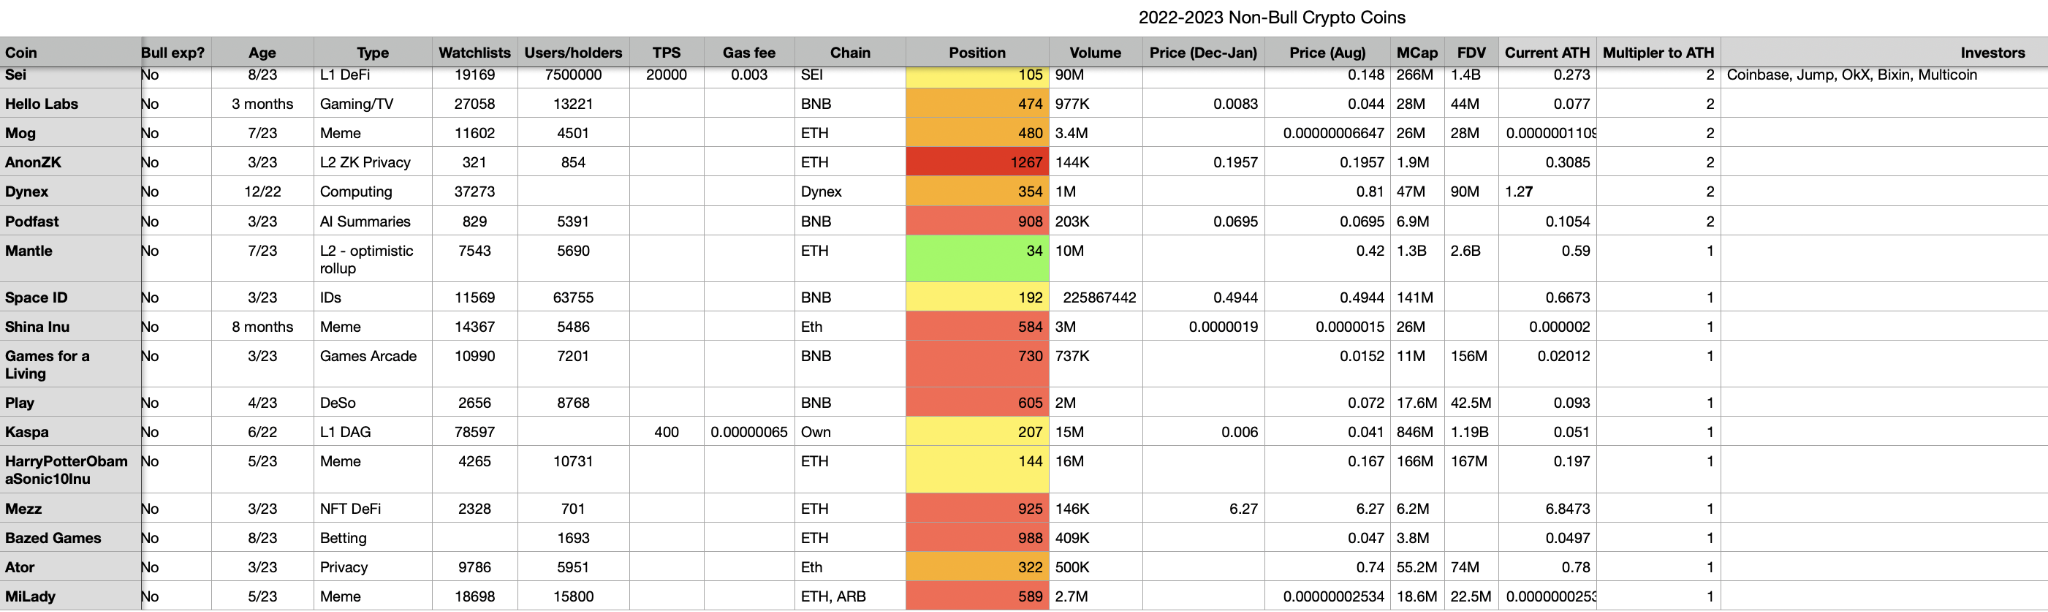 2022-2023 Non-Bull Crypto Coins
Coin Bull exp? Age Type Watchlists Users/holders TPS Gas fee Chain Position Volume Price (Dec-Jan) Price (Aug) MCap FDV Current ATH Multipler to ATH Investors
Sei No 8/23 L1 DeFi 19169 7500000 20000 0.003 SEI 105 90M 0.148 266M 1.4B 0.273 2 Coinbase, Jump, OkX, Bixin, Multicoin
Hello Labs No 3 months Gaming/TV 27058 13221 BNB 474 977K 0.0083 0.044 28M 44M 0.077 2
Mog No 7/23 Meme 11602 4501 ETH 480 3.4M 0.00000006647 26M 28M 0.0000001109 2
AnonZK No 3/23 L2 ZK Privacy 321 854 ETH 1267 144K 0.1957 0.1957 1.9M 0.3085 2
Dynex No 12/22 Computing 37273 Dynex 354 1M 0.81 47M 90M 1.27 2
Podfast No 3/23 AI Summaries 829 5391 BNB 908 203K 0.0695 0.0695 6.9M 0.1054 2
Mantle No 7/23 L2 - optimistic 7543 5690 ETH 34 10M 0.42 1.3B 2.6B 0.59 1
rollup
Space ID No 3/23 IDs 11569 63755 BNB 192 225867442 0.4944 0.4944 141M 0.6673 1
Shina Inu No 8 months Meme 14367 5486 Eth 584 3M 0.0000019 0.0000015 26M 0.000002 1
Games for a No 3/23 Games Arcade 10990 7201 BNB 730 737K 0.0152 11M 156M 0.02012 1
Living
Play No 4/23 DeSo 2656 8768 BNB 605 2M 0.072 17.6M 42.5M 0.093 1
Kaspa No 6/22 L1 DAG 78597 400 0.00000065 Own 207 15M 0.006 0.041 846M 1.19B 0.051 1
HarryPotterObam No 5/23 Meme 4265 10731 ETH 144 16M 0.167 166M 167M 0.197 1
aSonic10Inu
Mezz No 3/23 NFT DeFi 2328 701 ETH 925 146K 6.27 6.27 6.2M 6.8473 1
Bazed Games No 8/23 Betting 1693 ETH 988 409K 0.047 3.8M 0.0497 1
Ator No 3/23 Privacy 9786 5951 Eth 322 500K 0.74 55.2M 74M 0.78 1
MiLady No 5/23 Meme 18698 15800 ETH, ARB 589 2.7M 0.00000002534 18.6M 22.5M 0.0000000253 1